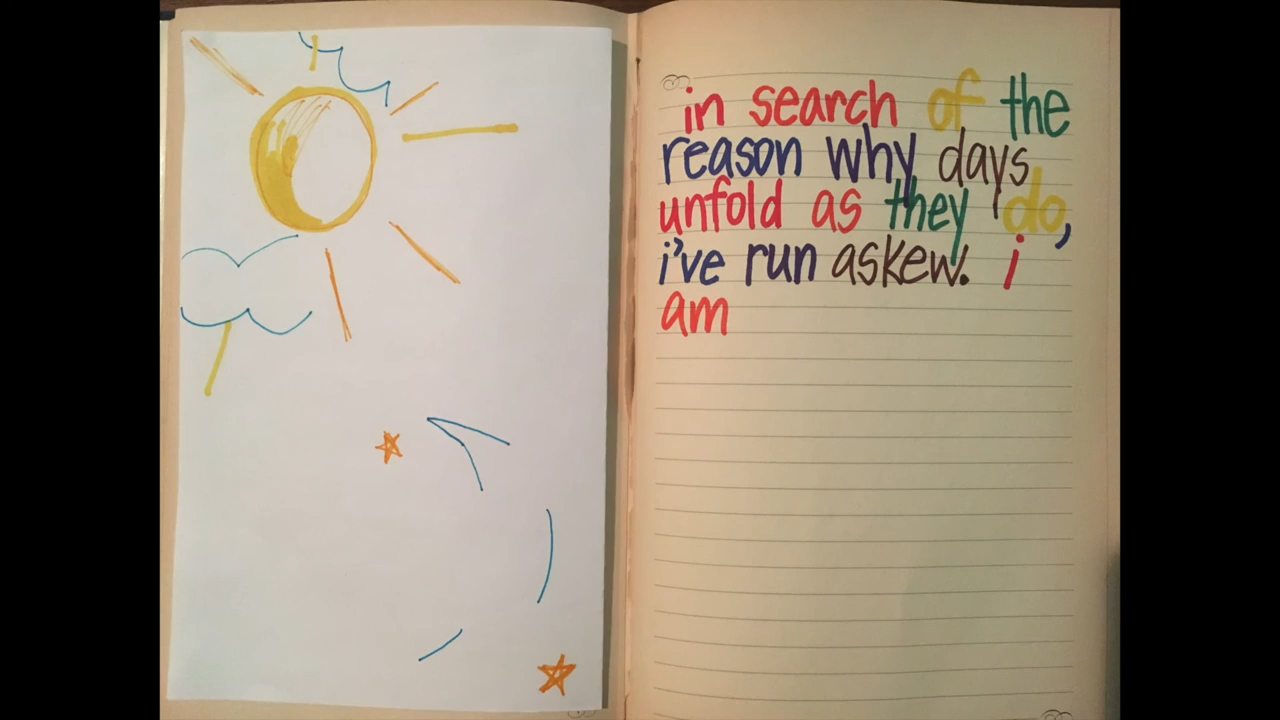 in search of the
reason why days
unfold as they do,
i've run askew. i
am